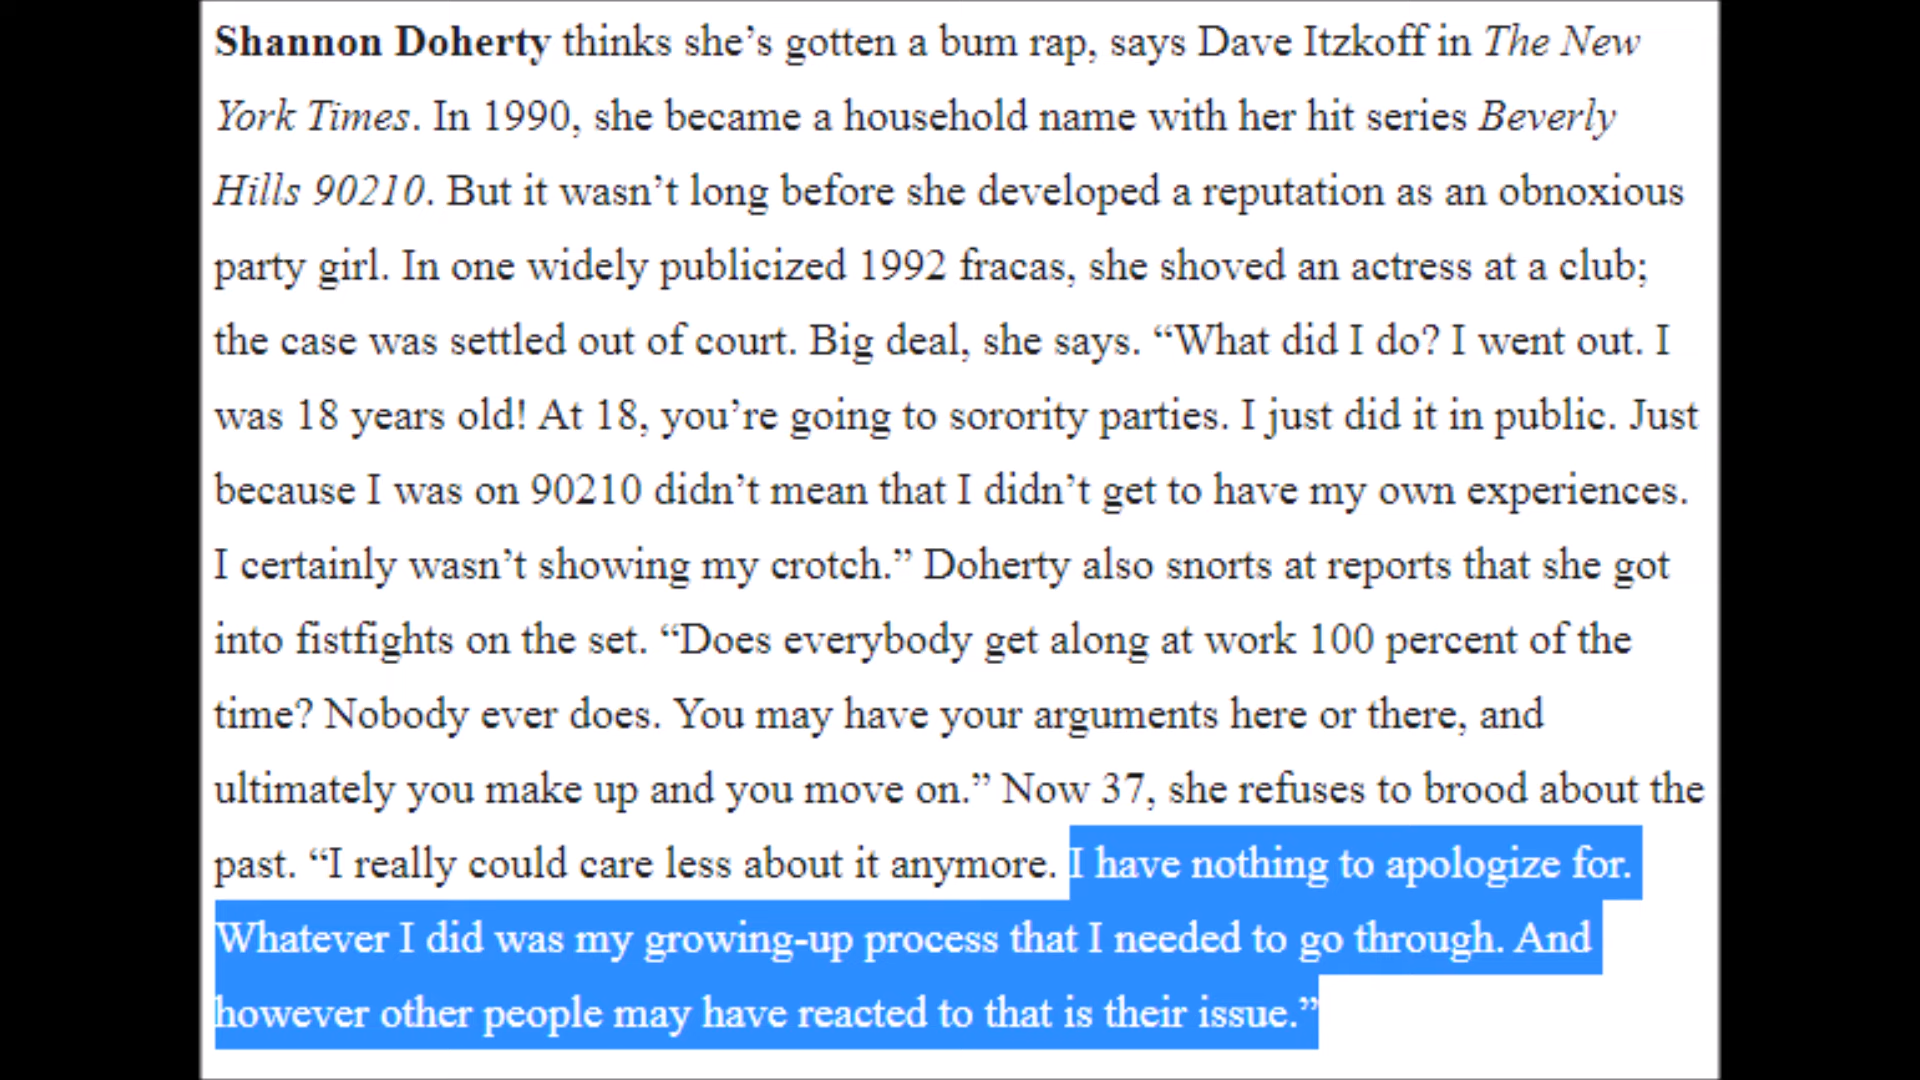 Shannon Doherty thinks she’s gotten a bum rap, says Dave Itzkoff in The New
York Times. In 1990, she became a household name with her hit series Beverly
Hills 90210. But it wasn’t long before she developed a reputation as an obnoxious
party girl. In one widely publicized 1992 fracas, she shoved an actress at a club;
the case was settled out of court. Big deal, she says. “What did I do? I went out. I
was 18 years old! At 18, you’re going to sorority parties. I just did it in public. Just
because I was on 90210 didn’t mean that I didn’t get to have my own experiences.
I certainly wasn’t showing my crotch.” Doherty also snorts at reports that she got
into fistfights on the set. “Does everybody get along at work 100 percent of the
time? Nobody ever does. You may have your arguments here or there, and
ultimately you make up and you move on.” Now 37, she refuses to brood about the
past. “I really could care less about it anymore. I have nothing to apologize for.
Whatever I did was my growing-up process that I needed to go through. And
however other people may have reacted to that is their issue.”